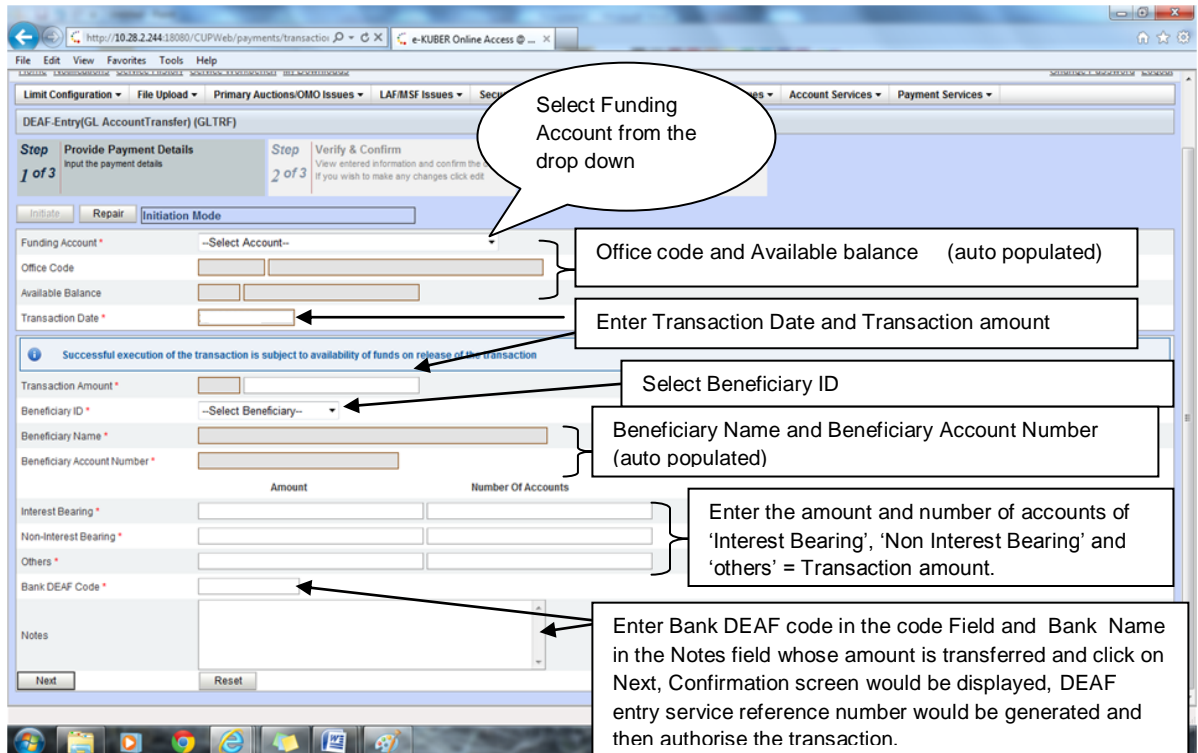 http://10.28.2.244:18080/CUPWeb/payments/transactio
e-KUBER Online Access @ ...
File Edit View Favorites Tools Help
Limit Configuration File Upload Primary Auctions/OMO Issues LAF/MSF Issues Account Services Payment Services
DEAF-Entry(GL AccountTransfer) (GLTRF)
Select Funding
Account from the
drop down
Step 1 of 3
Provide Payment Details
Input the payment details
Step 2 of 3
Verify & Confirm
View entered information and confirm the
If you wish to make any changes click edit
Initiate Repair Initiation Mode
Funding Account * --Select Account--
Office Code
Available Balance
Office code and Available balance (auto populated)
Transaction Date *
Enter Transaction Date and Transaction amount
Successful execution of the transaction is subject to availability of funds on release of the transaction
Transaction Amount *
Select Beneficiary ID
Beneficiary ID * --Select Beneficiary--
Beneficiary Name *
Beneficiary Account Number *
Beneficiary Name and Beneficiary Account Number
(auto populated)
Amount Number Of Accounts
Interest Bearing *
Non-Interest Bearing *
Others *
Enter the amount and number of accounts of
‘Interest Bearing’, ‘Non Interest Bearing’ and
‘others’ = Transaction amount.
Bank DEAF Code *
Notes
Enter Bank DEAF code in the code Field and Bank Name
in the Notes field whose amount is transferred and click on
Next, Confirmation screen would be displayed, DEAF
entry service reference number would be generated and
then authorise the transaction.
Next Reset